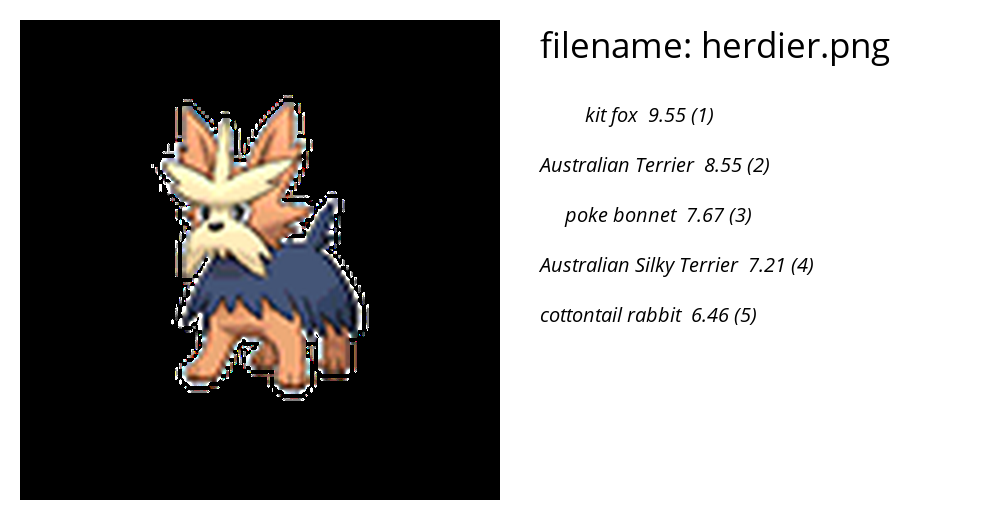 filename: herdier.png
kit fox 9.55 (1)
Australian Terrier 8.55 (2)
poke bonnet 7.67 (3)
Australian Silky Terrier 7.21 (4)
cottontail rabbit 6.46 (5)